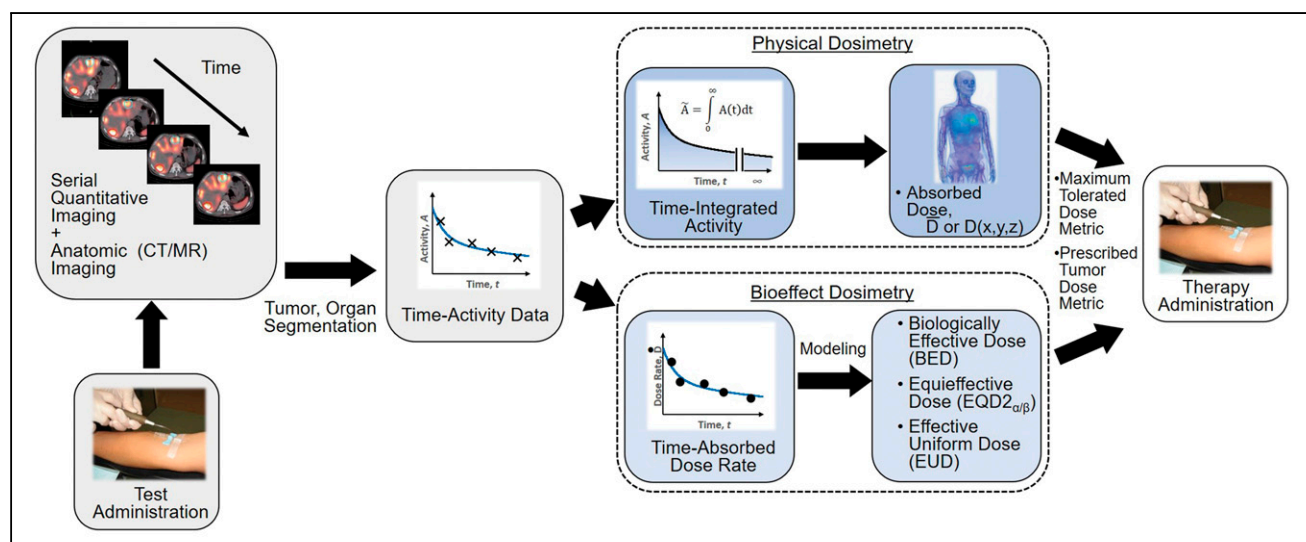 Time
Serial
Quantitative
Imaging
+
Anatomic (CT/MR)
Imaging
Test
Administration
Tumor, Organ
Segmentation
Activity, A
Time, t
Time-Activity Data
Physical Dosimetry
Activity, A
Ã = ∫₀^∞ A(t)dt
Time, t
∞
Time-Integrated
Activity
• Absorbed
Dose,
D̅ or D(x,y,z)
Bioeffect Dosimetry
Dose Rate, Ḋ
Time, t
Time-Absorbed
Dose Rate
Modeling
• Biologically
Effective Dose
(BED)
• Equieffective
Dose (EQD2α/β)
• Effective
Uniform Dose
(EUD)
•Maximum
Tolerated
Dose
Metric
•Prescribed
Tumor
Dose
Metric
Therapy
Administration